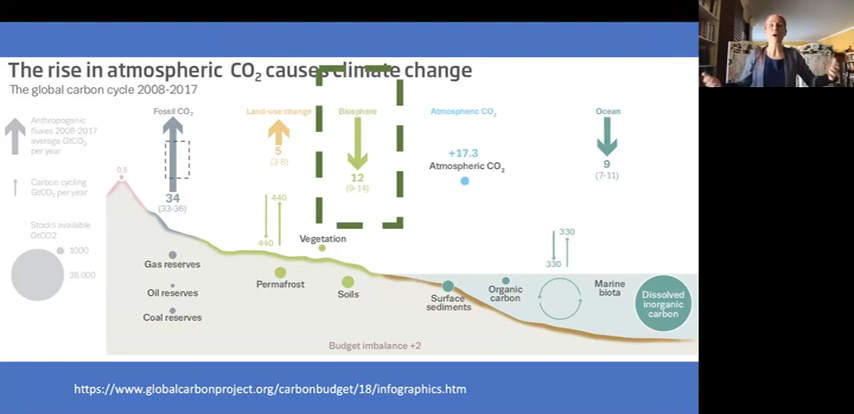 The rise in atmospheric CO₂ causes climate change
The global carbon cycle 2008-2017
Anthropogenic
fluxes 2008-2017
average GtCO₂
per year
Carbon cycling
GtCO₂ per year
Stocks available
GtCO2
1000
38.000
0.5
Fossil CO₂
34
(33-36)
Land-use change
5
(3-8)
Biosphere
12
(9-14)
Atmospheric CO₂
+17.3
Atmospheric CO₂
Ocean
9
(7-11)
440
440
330
330
Vegetation
Gas reserves
Oil reserves
Coal reserves
Permafrost
Soils
Surface
sediments
Organic
carbon
Marine
biota
Dissolved
inorganic
carbon
Budget imbalance +2
https://www.globalcarbonproject.org/carbonbudget/18/infographics.htm